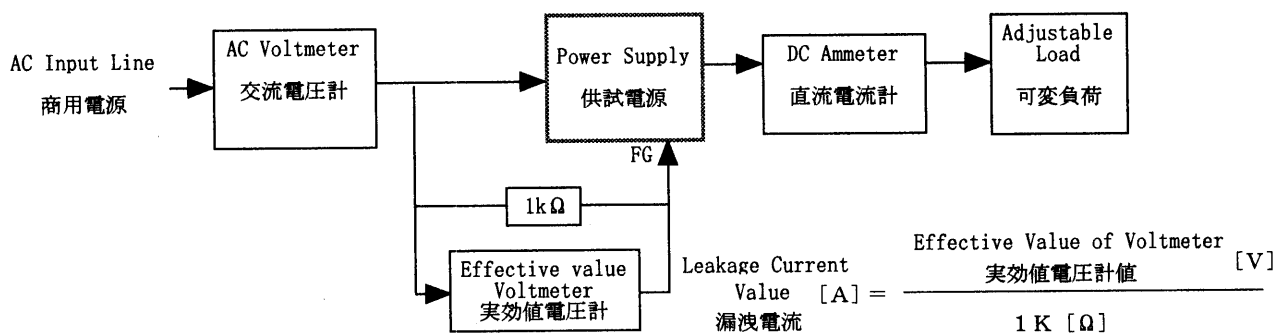 AC Input Line
商用電源
AC Voltmeter
交流電圧計
Power Supply
供試電源
FG
DC Ammeter
直流電流計
Adjustable
Load
可変負荷
1kΩ
Effective value
Voltmeter
実効値電圧計
Leakage Current
Value [A] =
漏洩電流
Effective Value of Voltmeter
実効値電圧計値 [V]
1K [Ω]